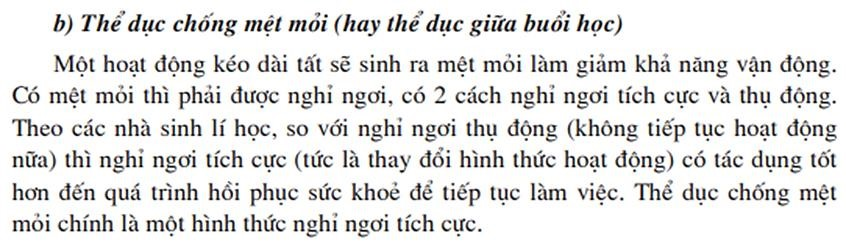 b) Thể dục chống mệt mỏi (hay thể dục giữa buổi học)
Một hoạt động kéo dài tất sẽ sinh ra mệt mỏi làm giảm khả năng vận động.
Có mệt mỏi thì phải được nghỉ ngơi, có 2 cách nghỉ ngơi tích cực và thụ động.
Theo các nhà sinh lí học, so với nghỉ ngơi thụ động (không tiếp tục hoạt động
nữa) thì nghỉ ngơi tích cực (tức là thay đổi hình thức hoạt động) có tác dụng tốt
hơn đến quá trình hồi phục sức khoẻ để tiếp tục làm việc. Thể dục chống mệt
mỏi chính là một hình thức nghỉ ngơi tích cực.